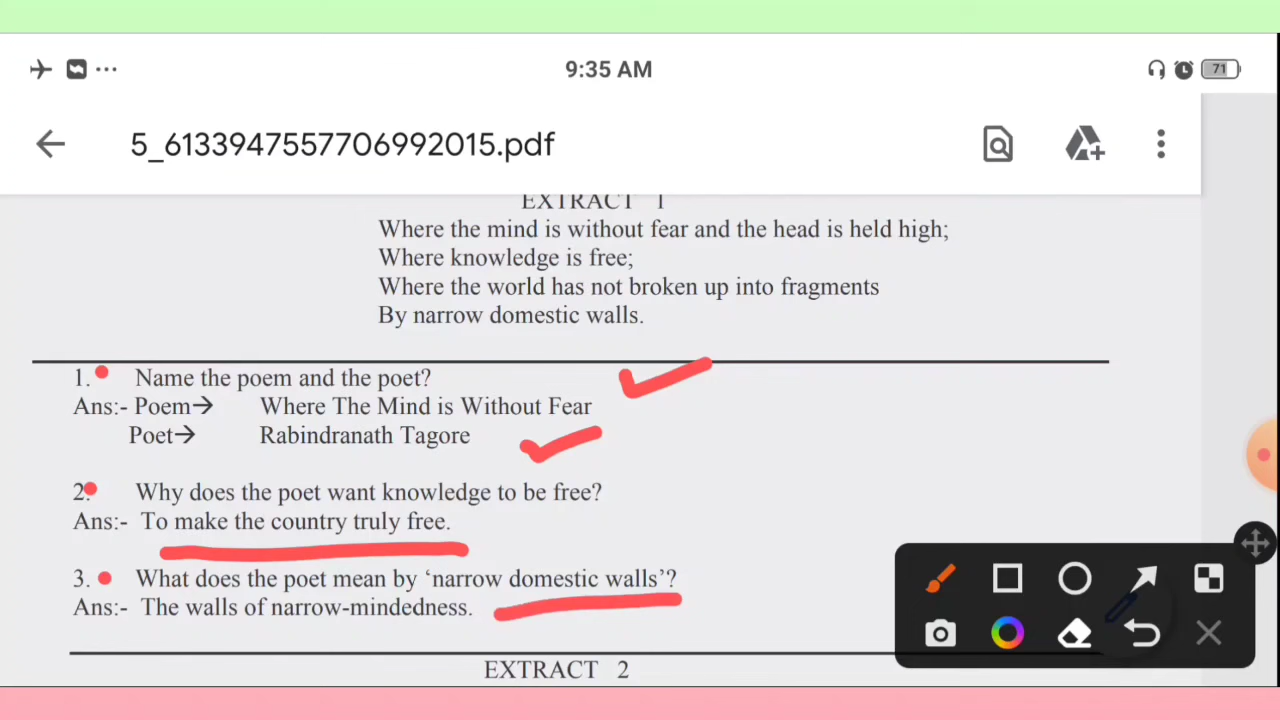 9:35 AM
71
5_6133947557706992015.pdf
EXTRACT 1
Where the mind is without fear and the head is held high;
Where knowledge is free;
Where the world has not broken up into fragments
By narrow domestic walls.
1. Name the poem and the poet?
Ans:- Poem→ Where The Mind is Without Fear
Poet→ Rabindranath Tagore
2. Why does the poet want knowledge to be free?
Ans:- To make the country truly free.
3. What does the poet mean by ‘narrow domestic walls’?
Ans:- The walls of narrow-mindedness.
EXTRACT 2